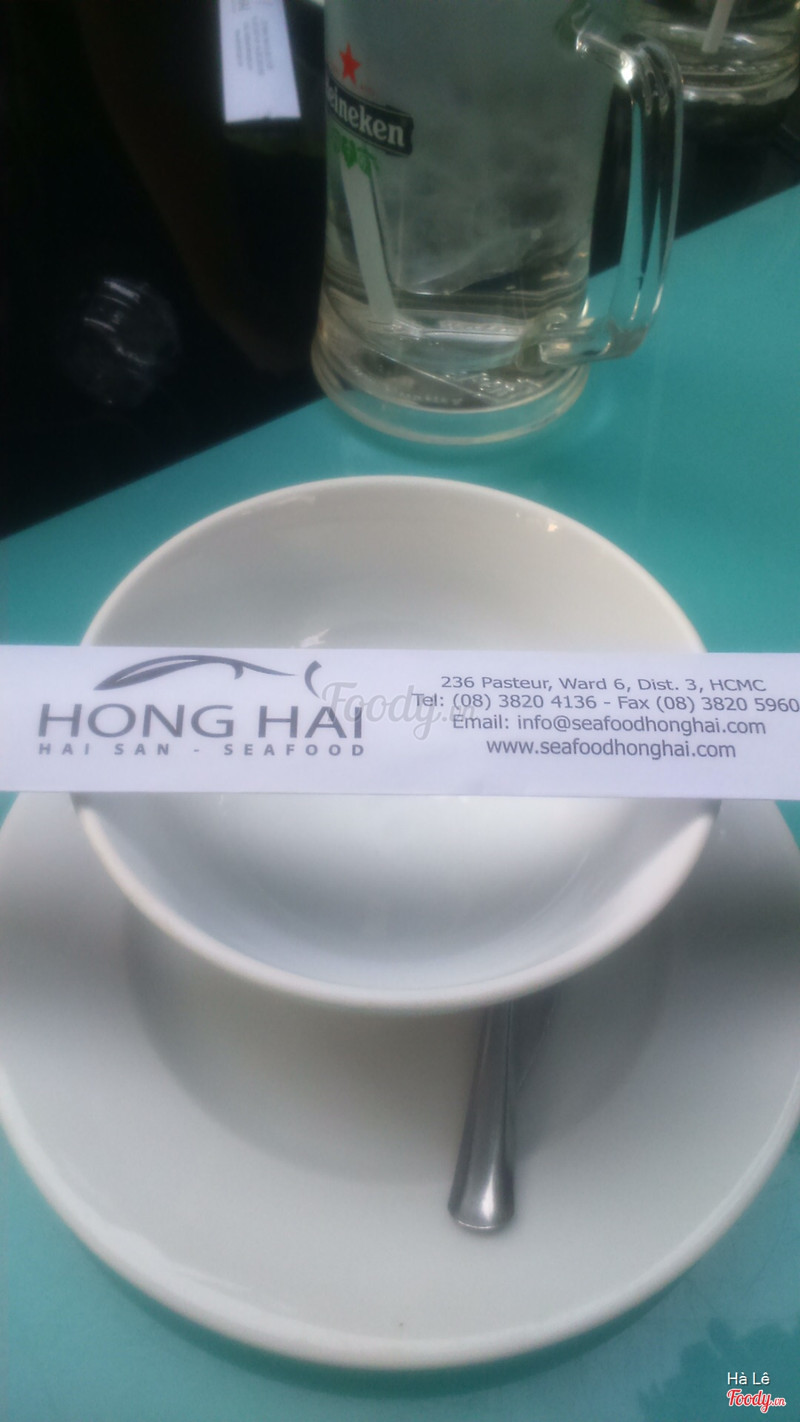 Heineken
HONG HAI
HAI SAN - SEAFOOD
236 Pasteur, Ward 6, Dist. 3, HCMC
Tel: (08) 3820 4136 - Fax (08) 3820 5960
Email: info@seafoodhonghai.com
www.seafoodhonghai.com
Foody.vn
Hà Lê
Foody.vn